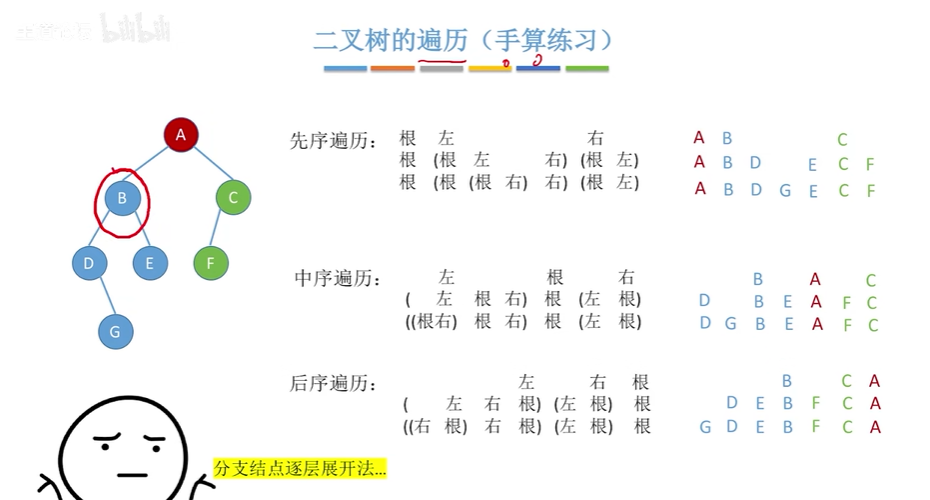 bilibili
二叉树的遍历（手算练习）
A
B
C
D
E
F
G
先序遍历： 根 左 右 A B C
根 (根 左 右) (根 左) A B D E C F
根 (根 (根 右) 右) (根 左) A B D G E C F
中序遍历： 左 根 右 B A C
( 左 根 右) 根 (左 根) D B E A F C
((根右) 根 右) 根 (左 根) D G B E A F C
后序遍历： 左 右 根 B C A
( 左 右 根) (左 根) 根 D E B F C A
((右 根) 右 根) (左 根) 根 G D E B F C A
分支结点逐层展开法...